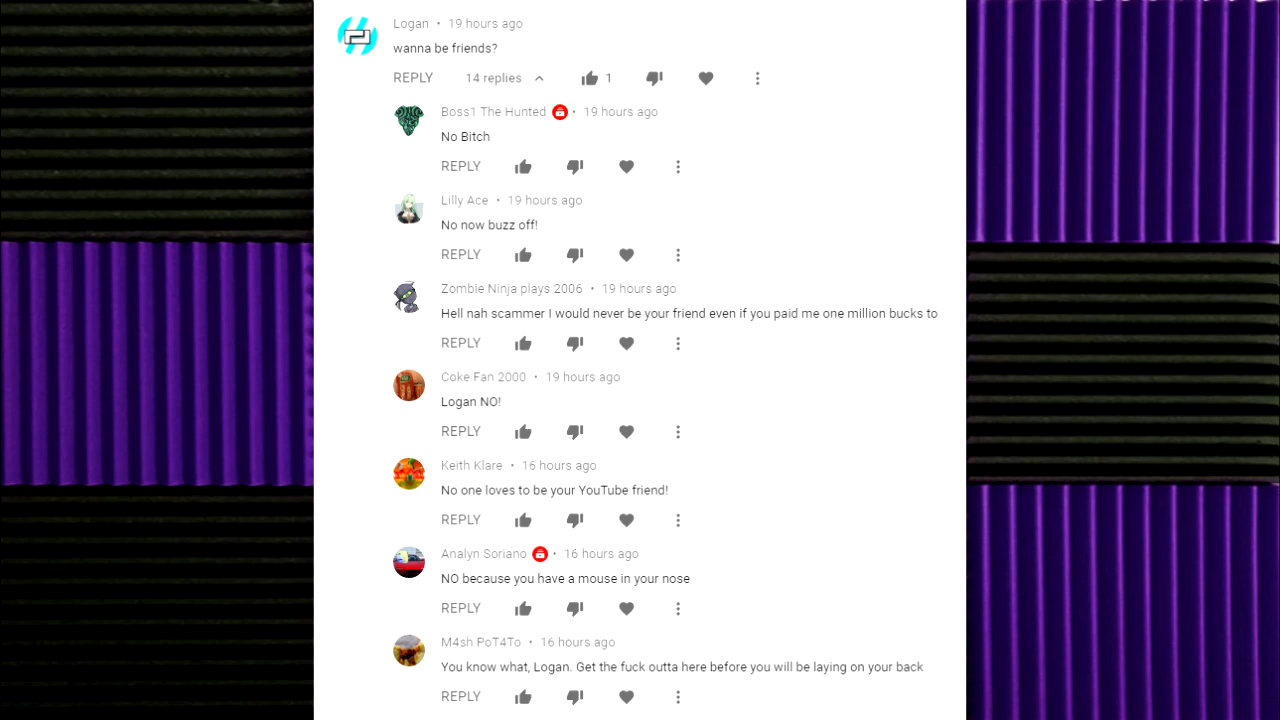 Logan • 19 hours ago
wanna be friends?
REPLY 14 replies 1
Boss1 The Hunted • 19 hours ago
No Bitch
REPLY
Lilly Ace • 19 hours ago
No now buzz off!
REPLY
Zombie Ninja plays 2006 • 19 hours ago
Hell nah scammer I would never be your friend even if you paid me one million bucks to
REPLY
Coke Fan 2000 • 19 hours ago
Logan NO!
REPLY
Keith Klare • 16 hours ago
No one loves to be your YouTube friend!
REPLY
Analyn Soriano • 16 hours ago
NO because you have a mouse in your nose
REPLY
M4sh PoT4To • 16 hours ago
You know what, Logan. Get the fuck outta here before you will be laying on your back
REPLY